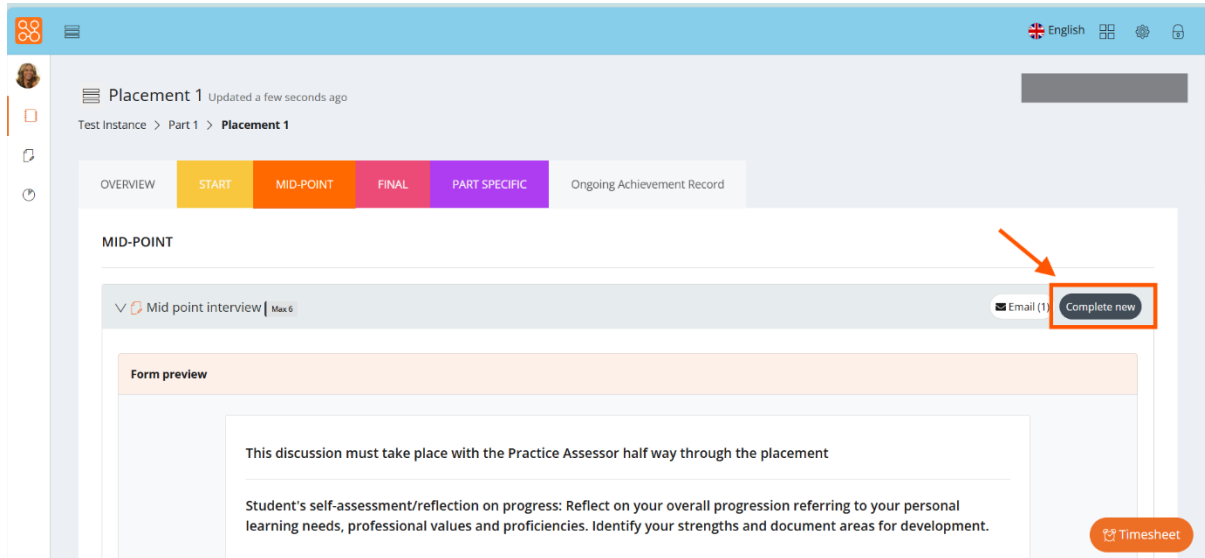 English
Placement 1 Updated a few seconds ago
Test Instance > Part 1 > Placement 1
OVERVIEW START MID-POINT FINAL PART SPECIFIC Ongoing Achievement Record
MID-POINT
Mid point interview Max 6 Email (1) Complete new
Form preview
This discussion must take place with the Practice Assessor half way through the placement
Student's self-assessment/reflection on progress: Reflect on your overall progression referring to your personal
learning needs, professional values and proficiencies. Identify your strengths and document areas for development.
Timesheet